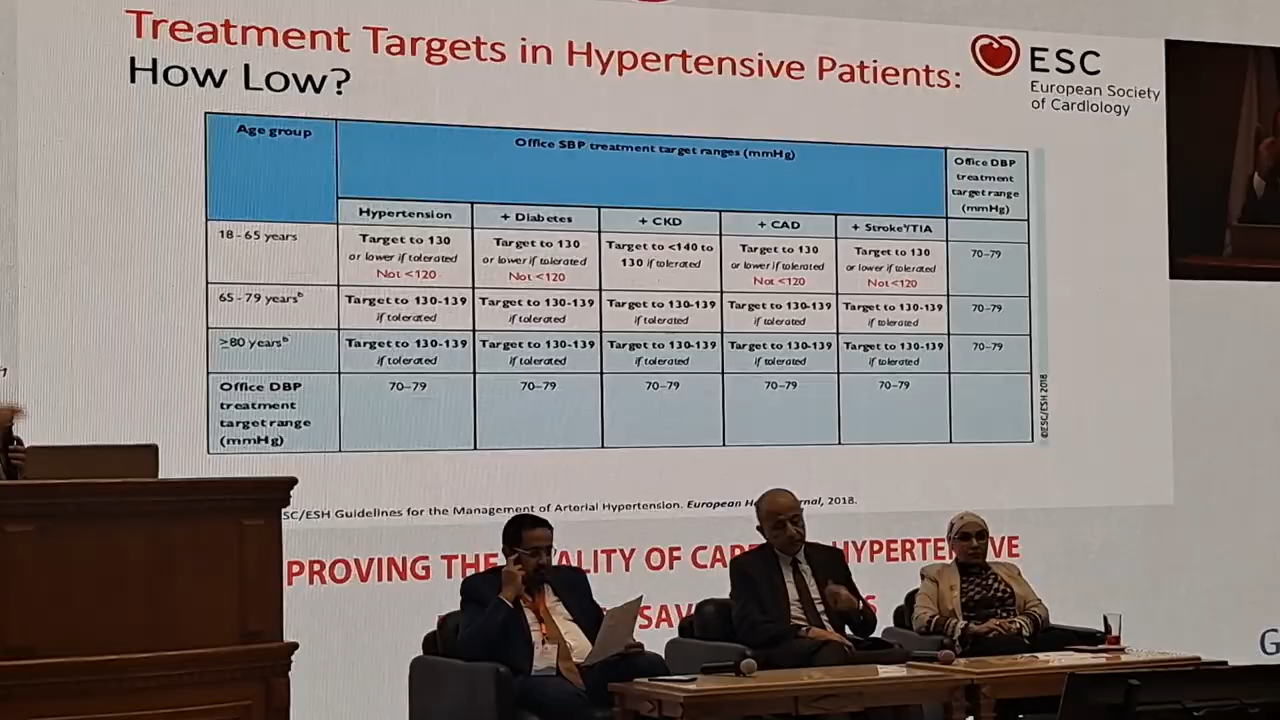 Treatment Targets in Hypertensive Patients:
How Low?
ESC
European Society
of Cardiology
Age group
Office SBP treatment target ranges (mmHg)
Office DBP
treatment
target range
(mmHg)
Hypertension
+ Diabetes
+ CKD
+ CAD
+ Stroke/TIA
18-65 years
Target to 130
or lower if tolerated
Not <120
Target to 130
or lower if tolerated
Not <120
Target to <140 to
130 if tolerated
Target to 130
or lower if tolerated
Not <120
Target to 130
or lower if tolerated
Not <120
70–79
65-79 yearsᵇ
Target to 130-139
if tolerated
Target to 130-139
if tolerated
Target to 130-139
if tolerated
Target to 130-139
if tolerated
Target to 130-139
if tolerated
70–79
≥80 yearsᵇ
Target to 130-139
if tolerated
Target to 130-139
if tolerated
Target to 130-139
if tolerated
Target to 130-139
if tolerated
Target to 130-139
if tolerated
70–79
Office DBP
treatment
target range
(mmHg)
70–79
70–79
70–79
70–79
70–79
©ESC/ESH 2018
SC/ESH Guidelines for the Management of Arterial Hypertension. European H rnal, 2018.
PROVING THE ALITY OF CA HYPERTE VE
SAV S
G